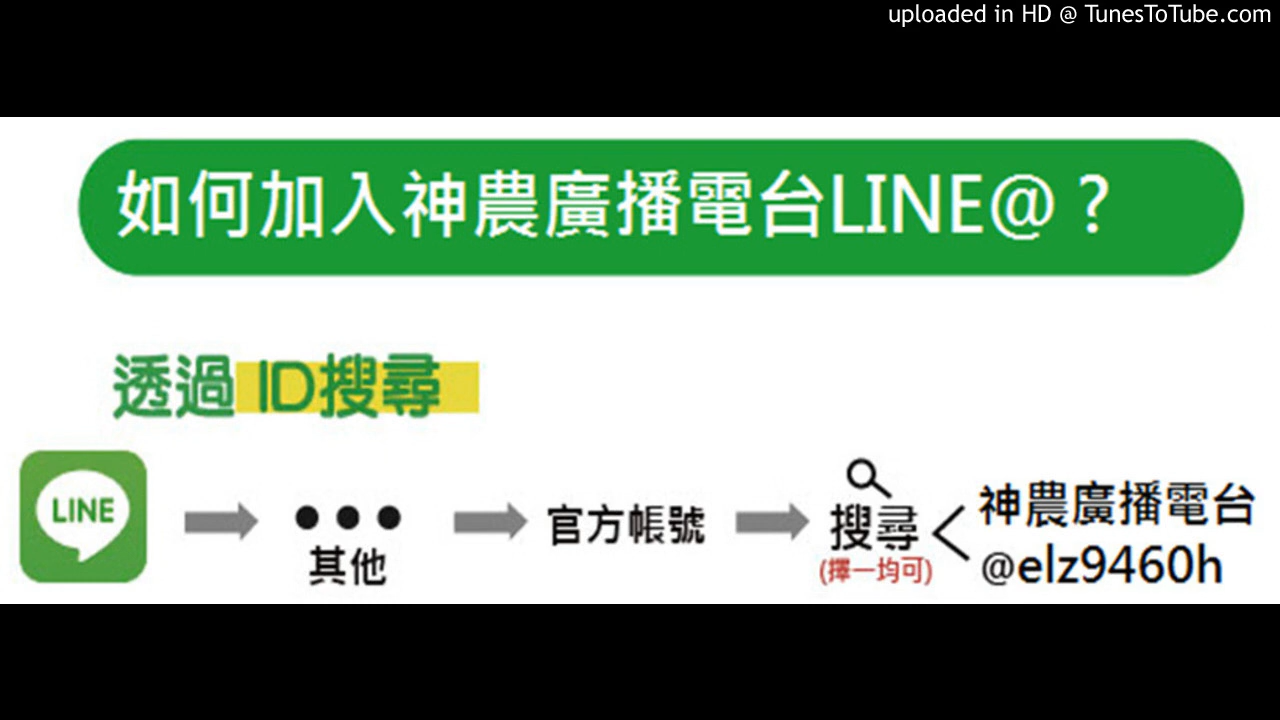 uploaded in HD @ TunesToTube.com
如何加入神農廣播電台LINE@?
透過 ID搜尋
LINE
其他
官方帳號
搜尋
(擇一均可)
神農廣播電台
@elz9460h